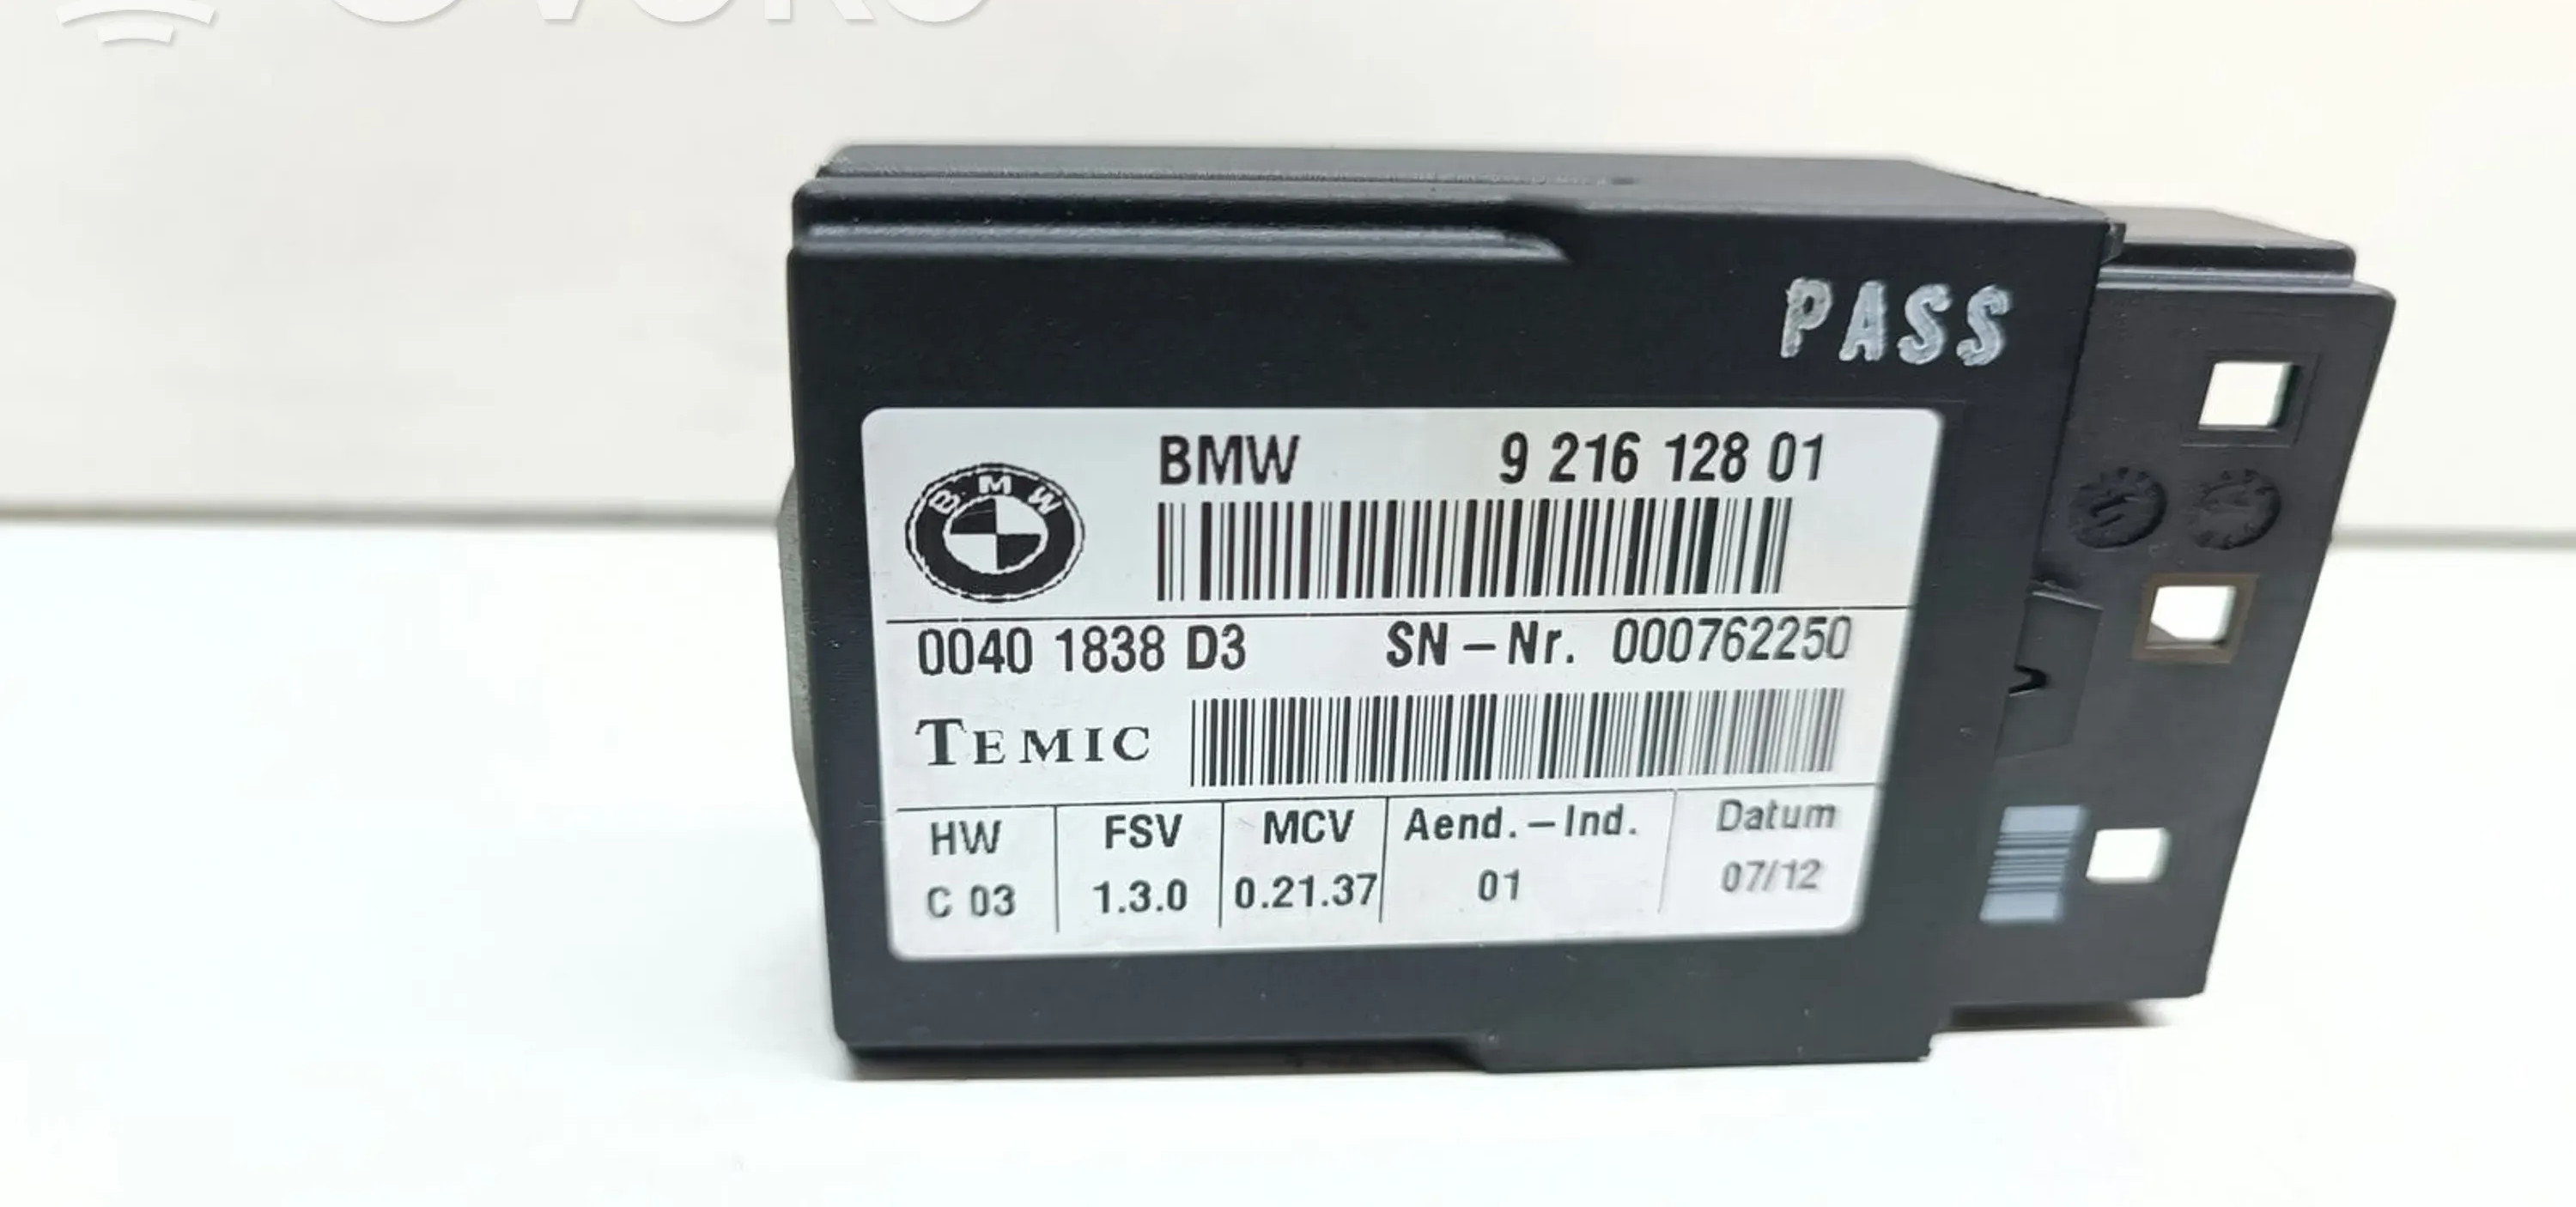 PASS
BMW 9 216 128 01
BMW
0040 1838 D3 SN-Nr. 000762250
TEMIC
HW FSV MCV Aend.-Ind. Datum
C 03 1.3.0 0.21.37 01 07/12